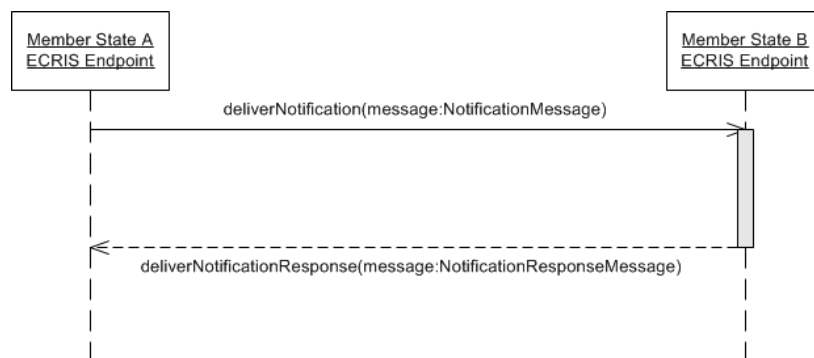 Member State A
ECRIS Endpoint
Member State B
ECRIS Endpoint
deliverNotification(message:NotificationMessage)
deliverNotificationResponse(message:NotificationResponseMessage)